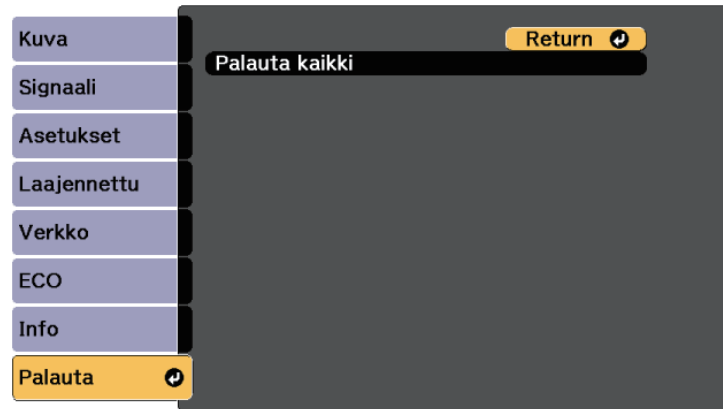 Kuva
Signaali
Asetukset
Laajennettu
Verkko
ECO
Info
Palauta
Return
Palauta kaikki